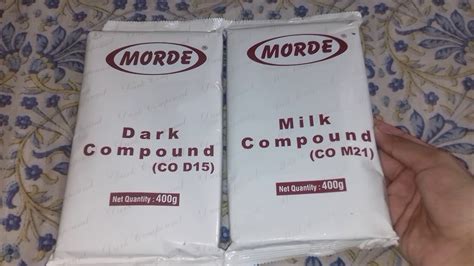 MORDE®
Dark
Compound
(CO D15)
Net Quantity : 400g
MORDE®
Milk
Compound
(CO M21)
Net Quantity : 400g